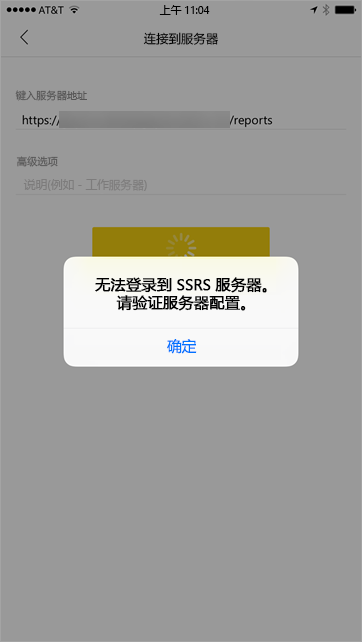 AT&T 上午 11:04
连接到服务器
键入服务器地址
https:// /reports
高级选项
说明(例如 - 工作服务器)
无法登录到 SSRS 服务器。
请验证服务器配置。
确定